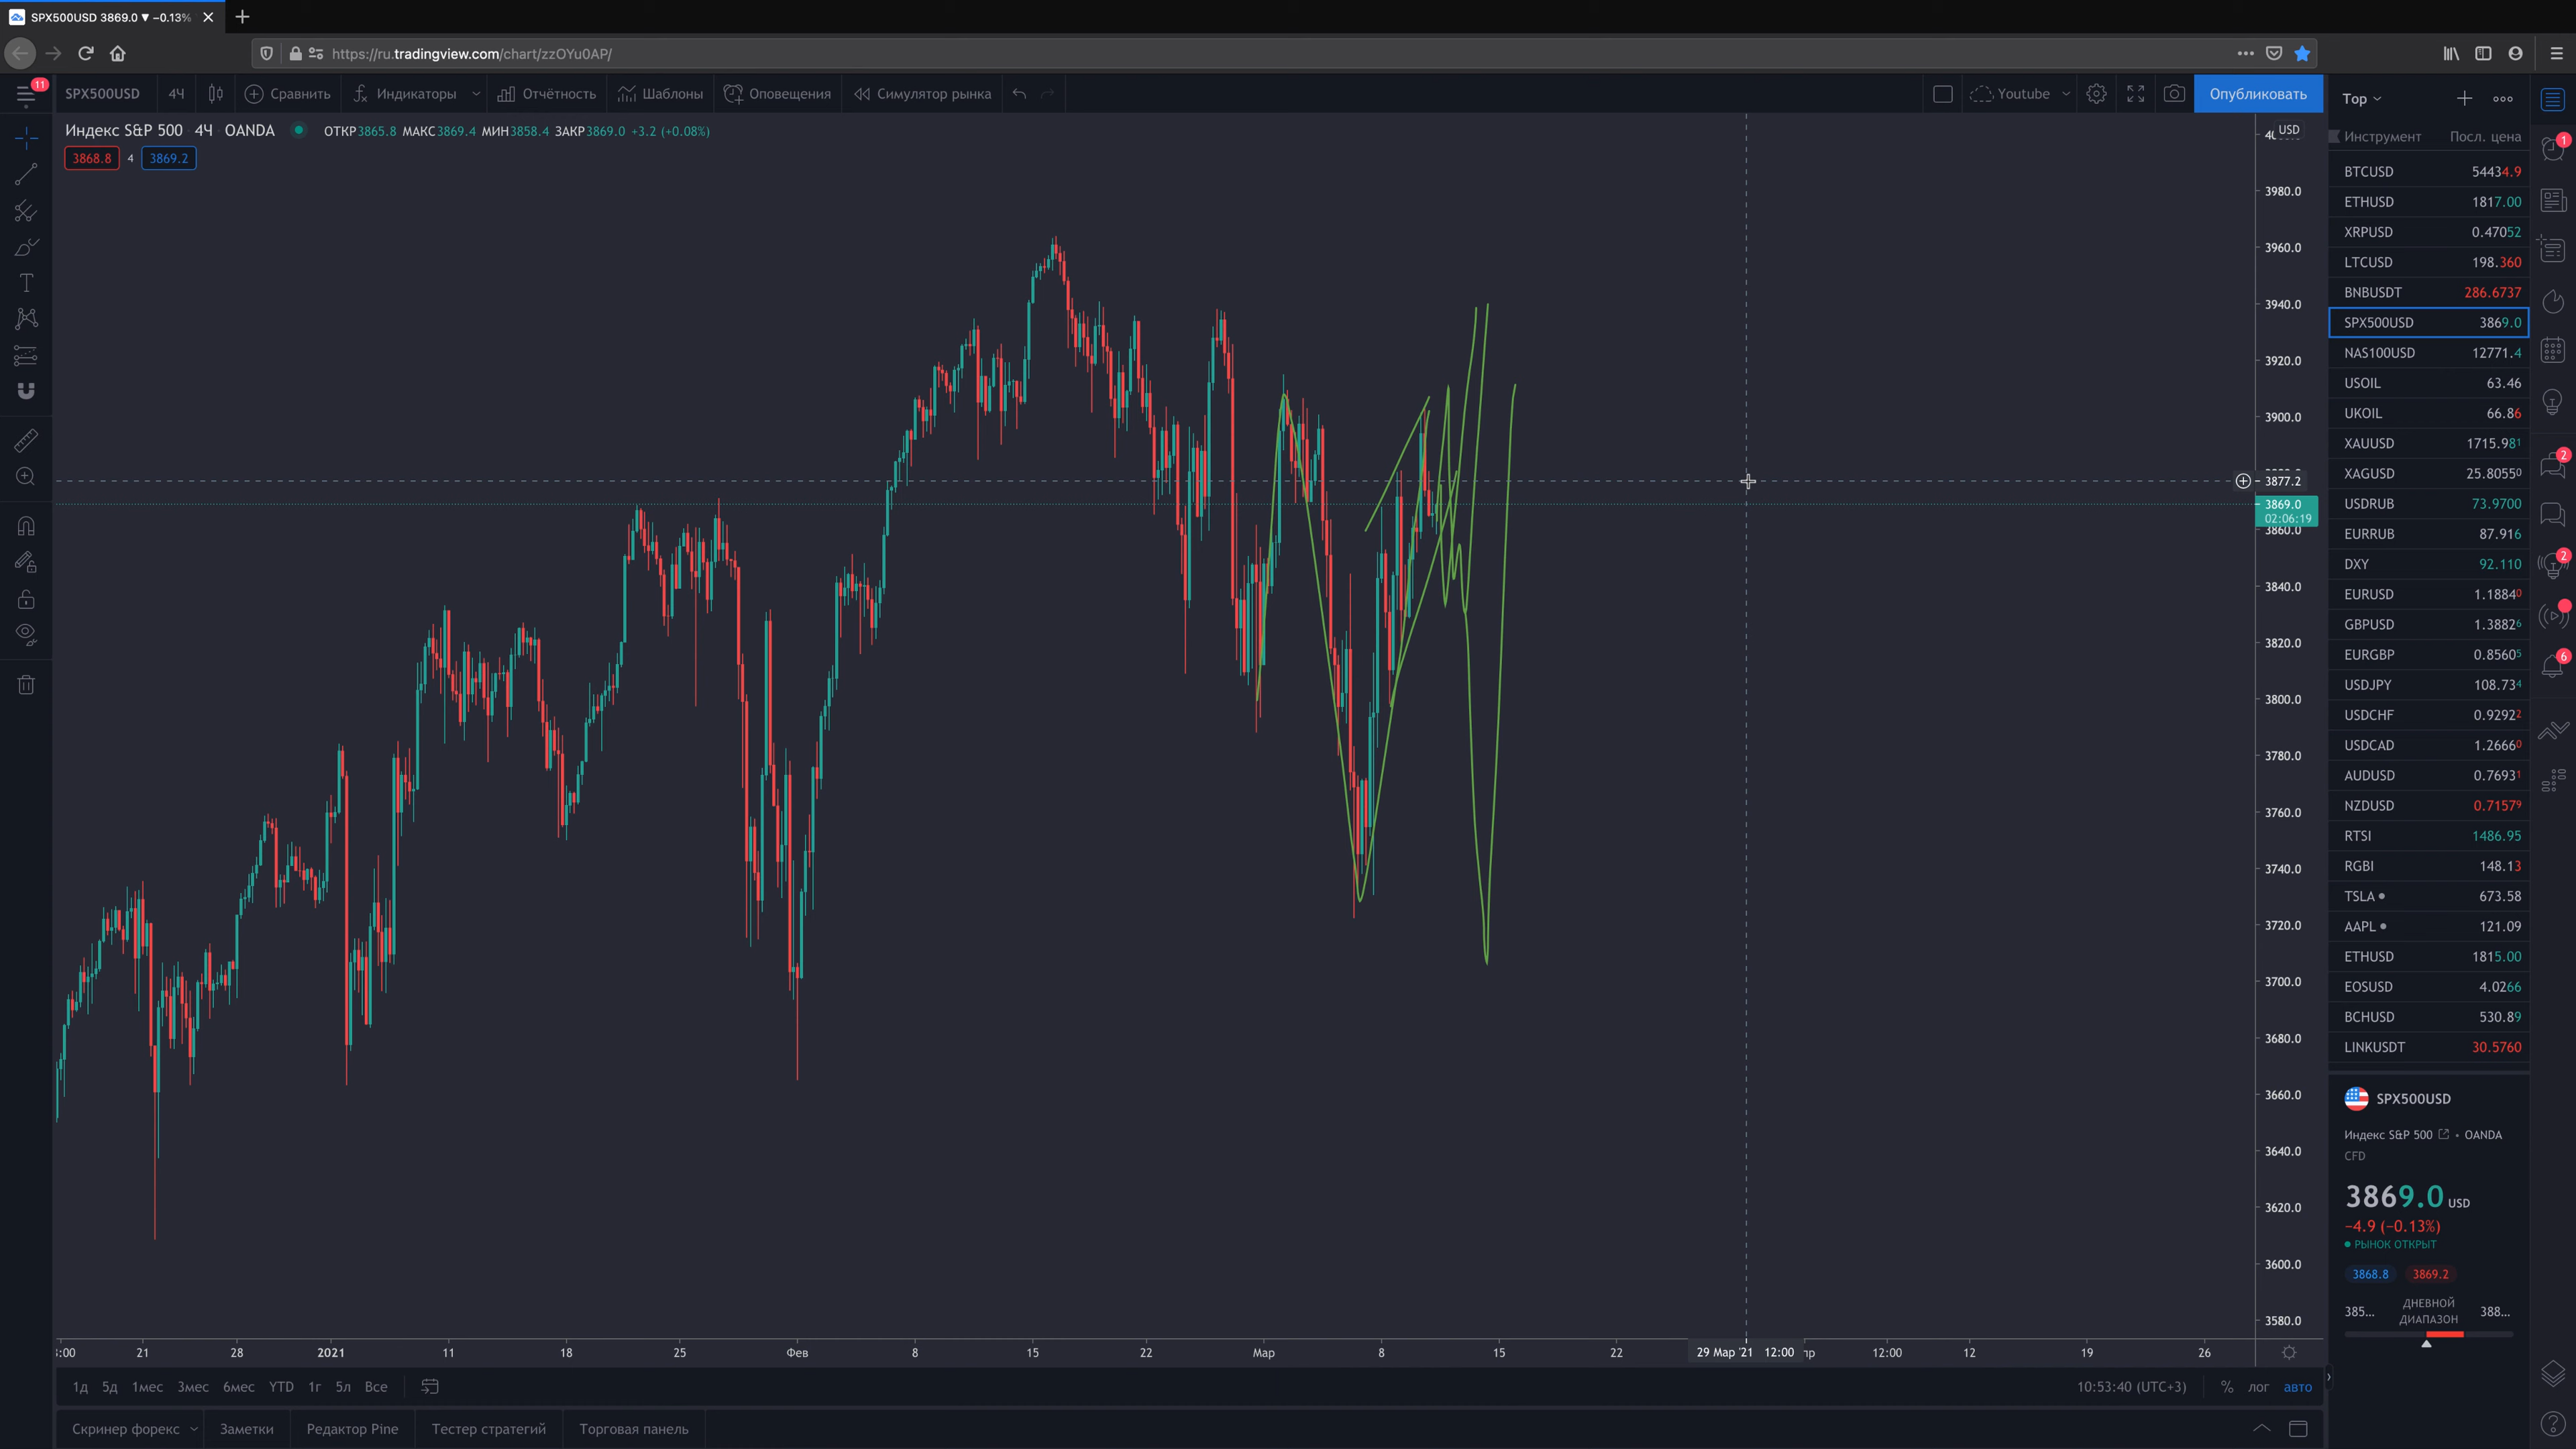 SPX500USD 3869.0 ▼ −0.13%
https://ru.tradingview.com/chart/zzOYu0AP/
11
SPX500USD 4Ч Сравнить Индикаторы Отчётность Шаблоны Оповещения Симулятор рынка Youtube Опубликовать
Индекс S&P 500 4Ч OANDA ОТКР3865.8 МАКС3869.4 МИН3858.4 ЗАКР3869.0 +3.2 (+0.08%)
3868.8 4 3869.2
USD
3980.0
3960.0
3940.0
3920.0
3900.0
3877.2
3869.0
02:06:19
3860.0
3840.0
3820.0
3800.0
3780.0
3760.0
3740.0
3720.0
3700.0
3680.0
3660.0
3640.0
3620.0
3600.0
3580.0
:00 21 28 2021 11 18 25 Фев 8 15 22 Мар 8 15 22 29 Мар '21 12:00 пр 12:00 12 19 26
1д 5д 1мес 3мес 6мес YTD 1г 5л Все 10:53:40 (UTC+3) % лог авто
Скринер форекс Заметки Редактор Pine Тестер стратегий Торговая панель
Top
Инструмент Посл. цена
BTCUSD 54434.9
ETHUSD 1817.00
XRPUSD 0.47052
LTCUSD 198.360
BNBUSDT 286.6737
SPX500USD 3869.0
NAS100USD 12771.4
USOIL 63.46
UKOIL 66.86
XAUUSD 1715.981
XAGUSD 25.80550
USDRUB 73.9700
EURRUB 87.916
DXY 92.110
EURUSD 1.18840
GBPUSD 1.38826
EURGBP 0.85605
USDJPY 108.734
USDCHF 0.92922
USDCAD 1.26660
AUDUSD 0.76931
NZDUSD 0.71579
RTSI 1486.95
RGBI 148.13
TSLA 673.58
AAPL 121.09
ETHUSD 1815.00
EOSUSD 4.0266
BCHUSD 530.89
LINKUSDT 30.5760
SPX500USD
Индекс S&P 500 • OANDA
CFD
3869.0 USD
−4.9 (−0.13%)
РЫНОК ОТКРЫТ
3868.8 3869.2
385... ДНЕВНОЙ ДИАПАЗОН 388...
1
2
2
6